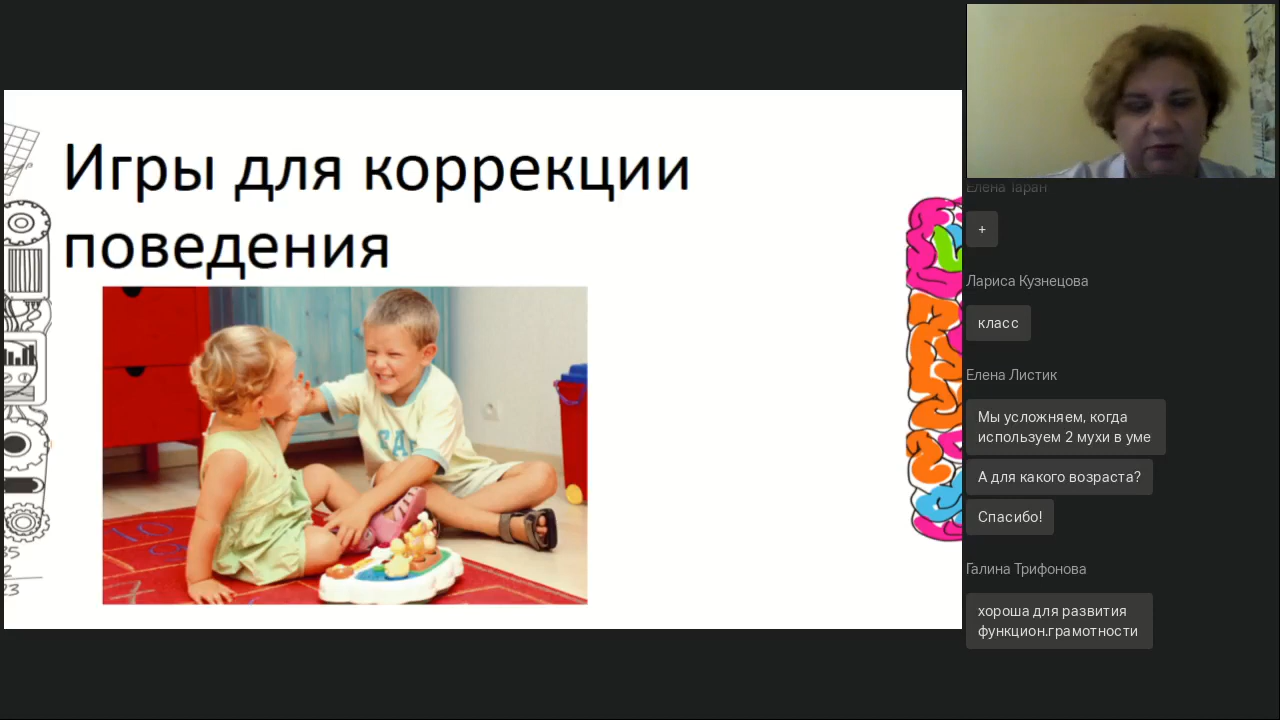 Игры для коррекции
поведения
Елена Таран
+
Лариса Кузнецова
класс
Елена Листик
Мы усложняем, когда
используем 2 мухи в уме
А для какого возраста?
Спасибо!
Галина Трифонова
хороша для развития
функцион.грамотности